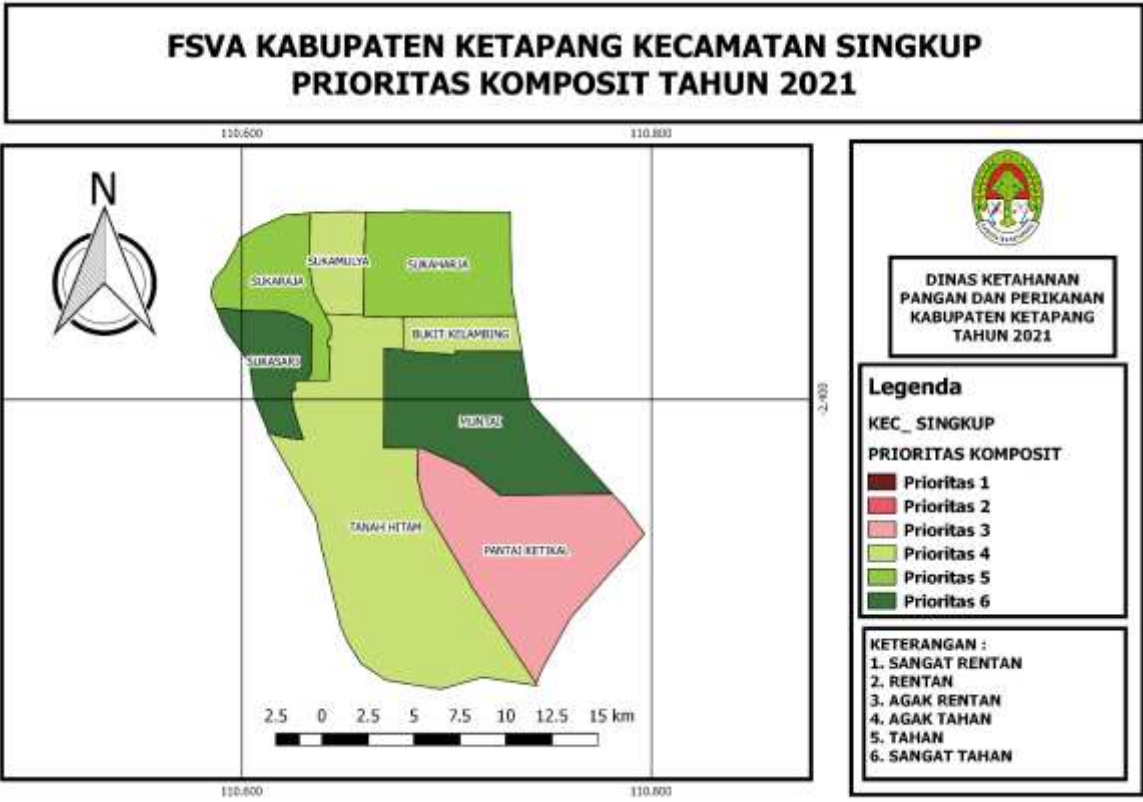 FSVA KABUPATEN KETAPANG KECAMATAN SINGKUP
PRIORITAS KOMPOSIT TAHUN 2021
110.600
110.800
N
SUKAMULYA
SUKAHARJA
SUKARAJA
BUKIT KELAMBING
SUKASARI
MUNTAI
TANAH HITAM
PANTAI KETIKAL
-2.400
2.5 0 2.5 5 7.5 10 12.5 15 km
110.600
110.800
DINAS KETAHANAN
PANGAN DAN PERIKANAN
KABUPATEN KETAPANG
TAHUN 2021
Legenda
KEC_ SINGKUP
PRIORITAS KOMPOSIT
Prioritas 1
Prioritas 2
Prioritas 3
Prioritas 4
Prioritas 5
Prioritas 6
KETERANGAN :
1. SANGAT RENTAN
2. RENTAN
3. AGAK RENTAN
4. AGAK TAHAN
5. TAHAN
6. SANGAT TAHAN